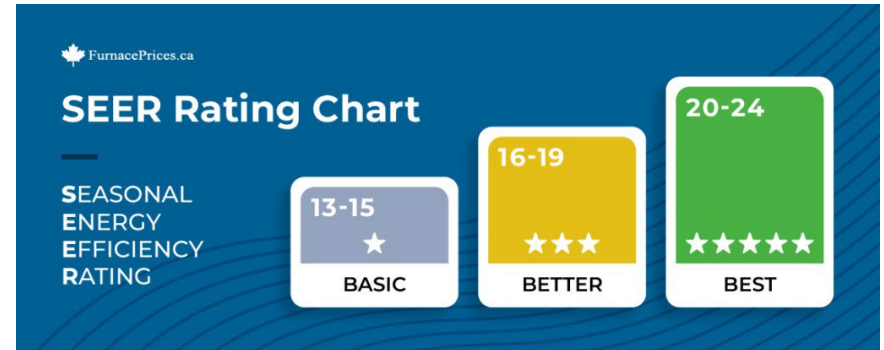 FurnacePrices.ca
SEER Rating Chart
SEASONAL
ENERGY
EFFICIENCY
RATING
13-15
BASIC
16-19
BETTER
20-24
BEST